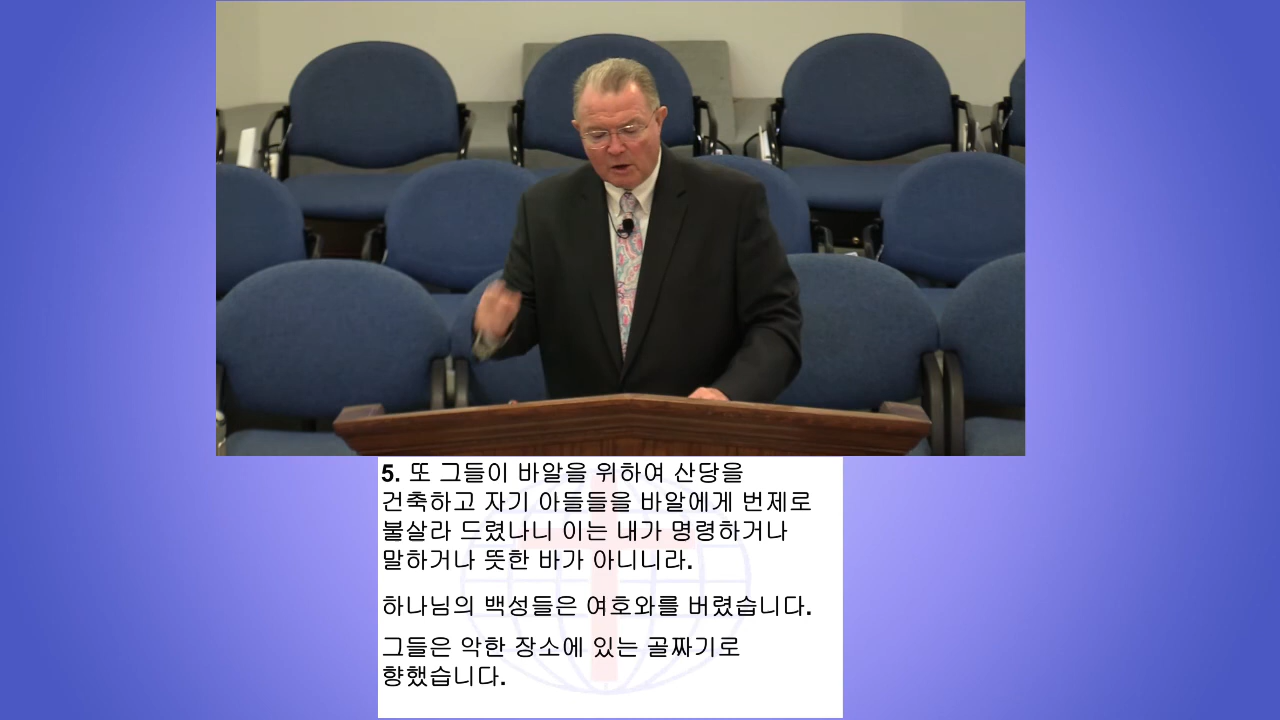 5. 또 그들이 바알을 위하여 산당을
건축하고 자기 아들들을 바알에게 번제로
불살라 드렸나니 이는 내가 명령하거나
말하거나 뜻한 바가 아니니라.
하나님의 백성들은 여호와를 버렸습니다.
그들은 악한 장소에 있는 골짜기로
향했습니다.